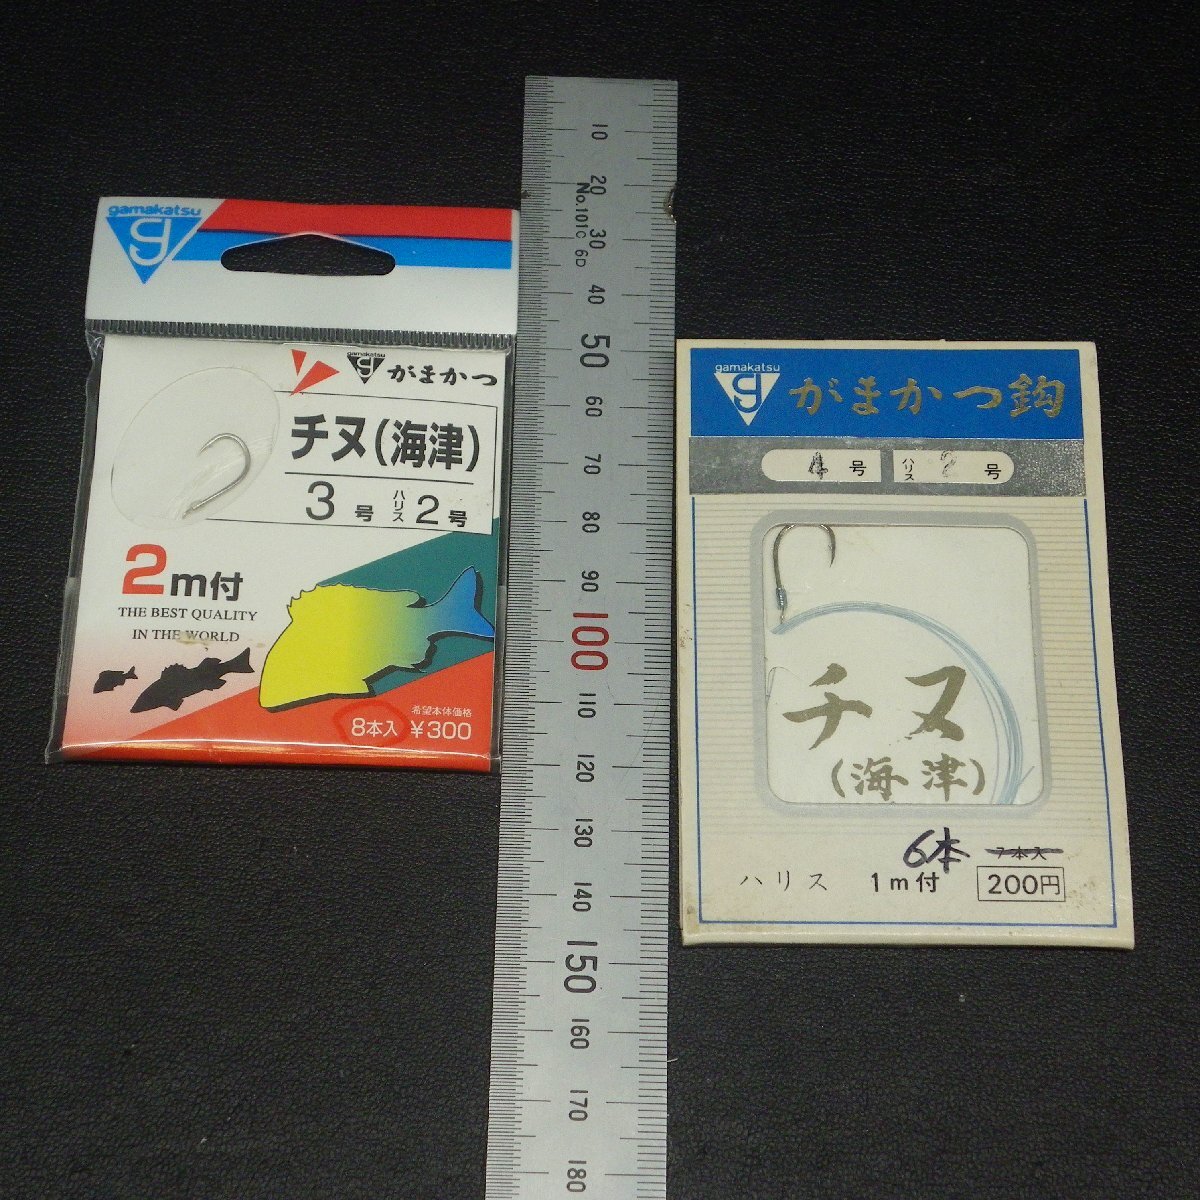 gamakatsu
g
gamakatsu
g
がまかつ
チヌ(海津)
3号 ハリス 2号
2m付
THE BEST QUALITY
IN THE WORLD
希望本体価格
8本入 ¥300
10
20
No.101C 6D
30
40
50
60
70
80
90
100
110
120
130
140
150
160
170
180
gamakatsu
g
がまかつ鈎
4号 ハリス 2号
チヌ
(海津)
6本 7本入
ハリス 1m付 200円